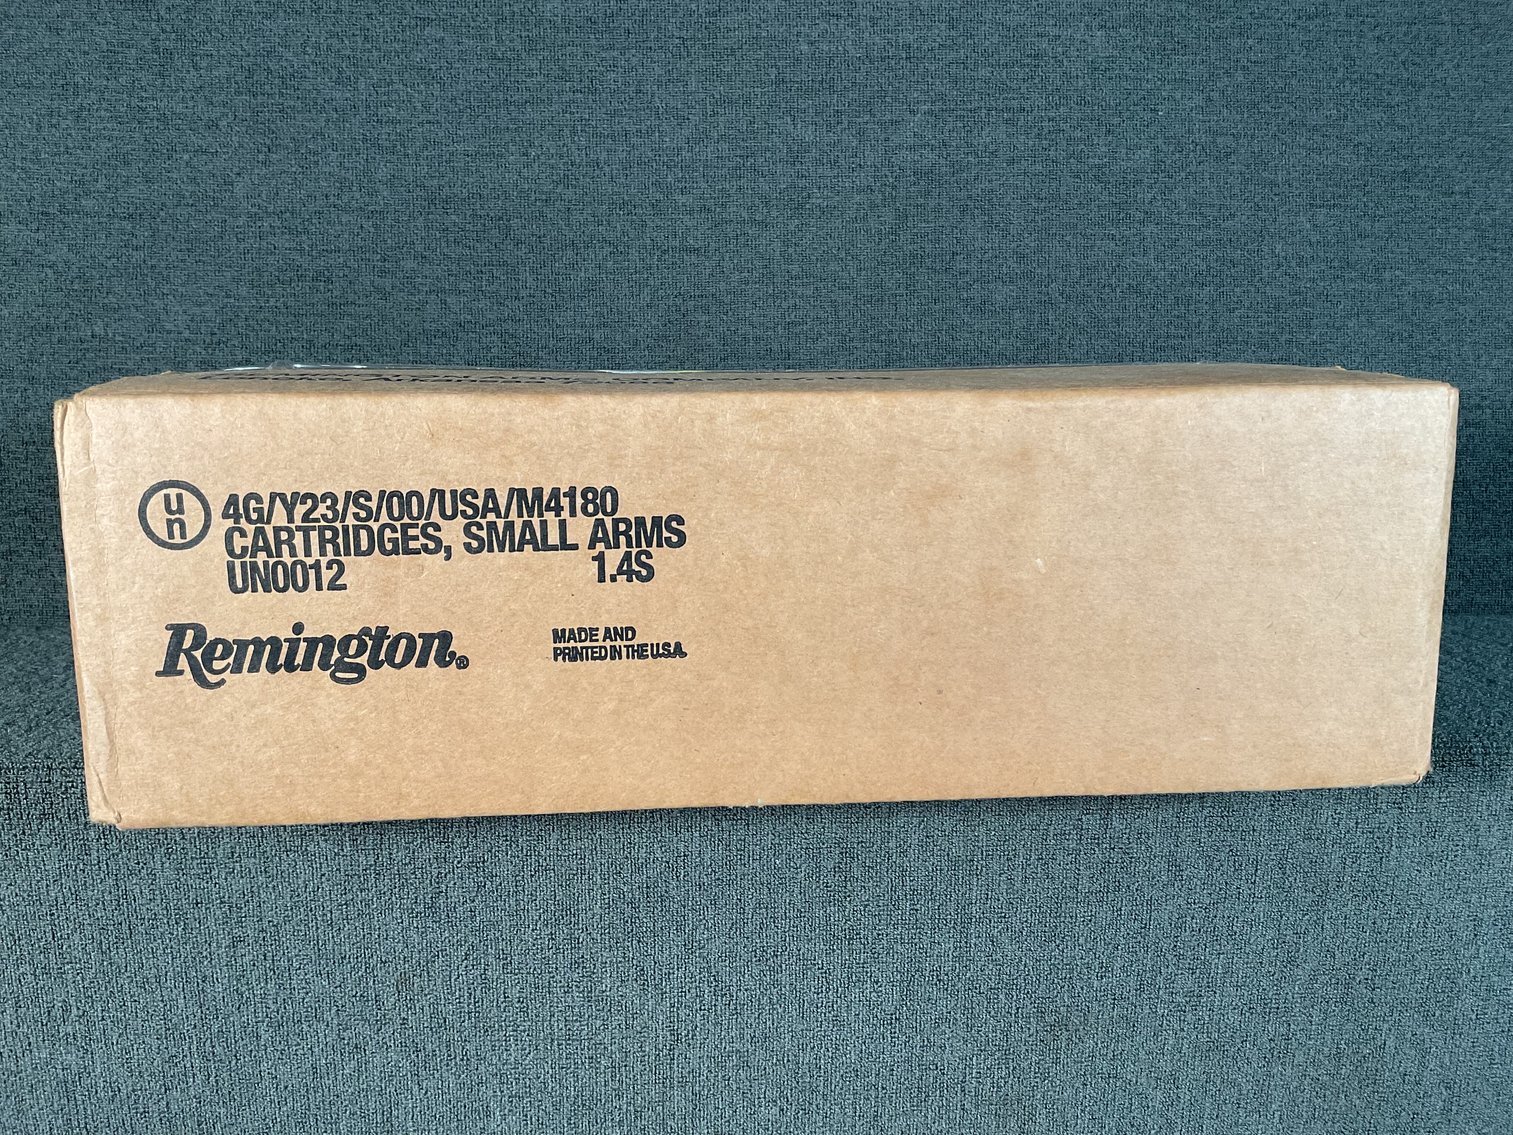 un
4G/Y23/S/00/USA/M4180
CARTRIDGES, SMALL ARMS
UN0012 1.4S
Remington®
MADE AND
PRINTED IN THE U.S.A.